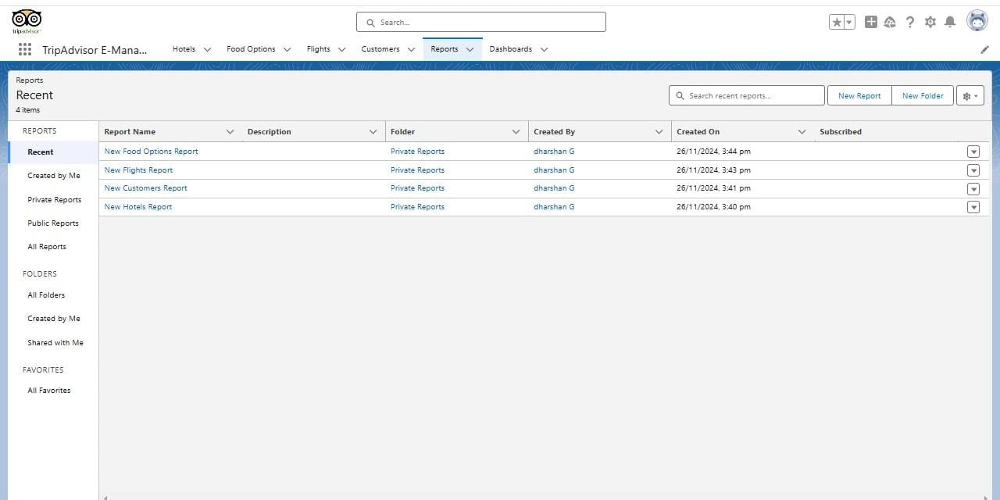 tripadvisor
Search...
TripAdvisor E-Mana... Hotels Food Options Flights Customers Reports Dashboards
Reports
Recent
4 items
Search recent reports...
New Report
New Folder
REPORTS
Recent
Created by Me
Private Reports
Public Reports
All Reports
FOLDERS
All Folders
Created by Me
Shared with Me
FAVORITES
All Favorites
Report Name Description Folder Created By Created On Subscribed
New Food Options Report Private Reports dharshan G 26/11/2024, 3:44 pm
New Flights Report Private Reports dharshan G 26/11/2024, 3:43 pm
New Customers Report Private Reports dharshan G 26/11/2024, 3:41 pm
New Hotels Report Private Reports dharshan G 26/11/2024, 3:40 pm